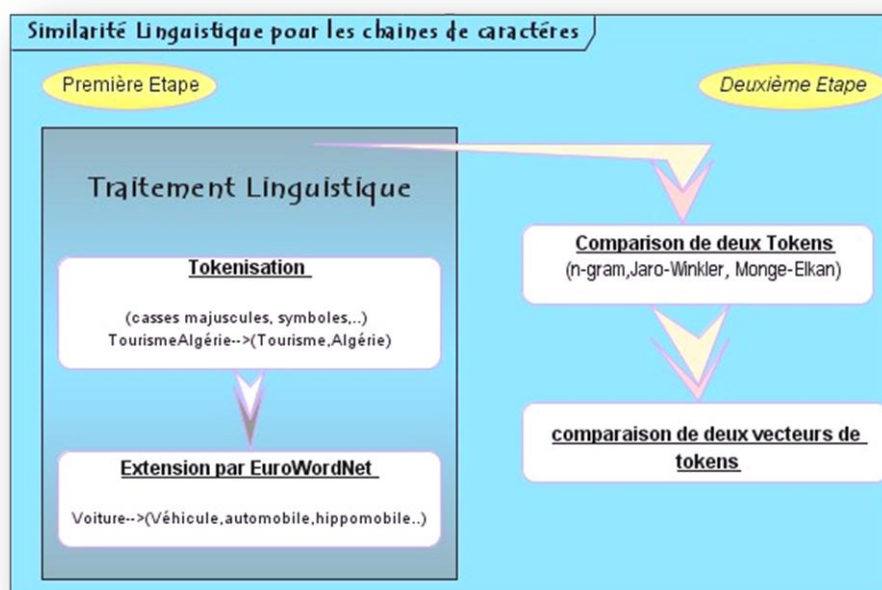 Similarité Linguistique pour les chaines de caractéres
Première Etape
Deuxième Etape
Traitement Linguistique
Tokenisation
(casses majuscules, symboles,..)
TourismeAlgérie-->(Tourisme,Algérie)
Extension par EuroWordNet
Voiture-->(Véhicule,automobile,hippomobile..)
Comparison de deux Tokens
(n-gram,Jaro-Winkler, Monge-Elkan)
comparaison de deux vecteurs de
tokens